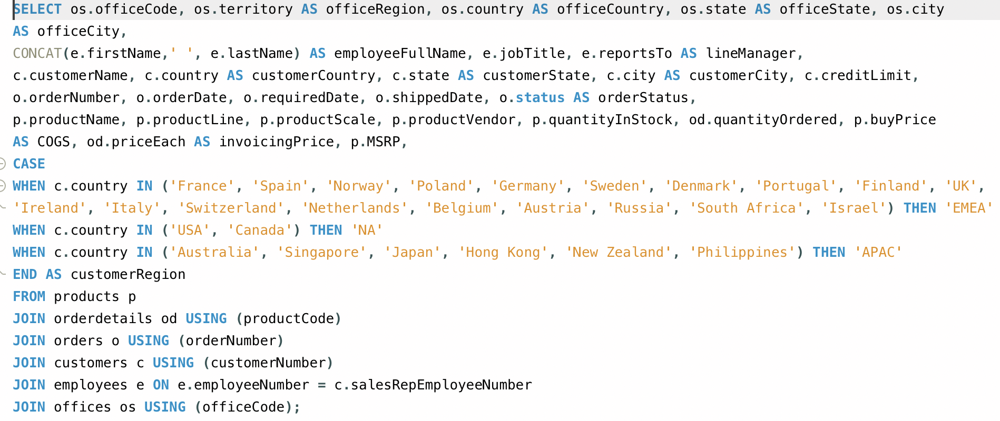 SELECT os.officeCode, os.territory AS officeRegion, os.country AS officeCountry, os.state AS officeState, os.city
AS officeCity,
CONCAT(e.firstName,' ', e.lastName) AS employeeFullName, e.jobTitle, e.reportsTo AS lineManager,
c.customerName, c.country AS customerCountry, c.state AS customerState, c.city AS customerCity, c.creditLimit,
o.orderNumber, o.orderDate, o.requiredDate, o.shippedDate, o.status AS orderStatus,
p.productName, p.productLine, p.productScale, p.productVendor, p.quantityInStock, od.quantityOrdered, p.buyPrice
AS COGS, od.priceEach AS invoicingPrice, p.MSRP,
CASE
WHEN c.country IN ('France', 'Spain', 'Norway', 'Poland', 'Germany', 'Sweden', 'Denmark', 'Portugal', 'Finland', 'UK',
'Ireland', 'Italy', 'Switzerland', 'Netherlands', 'Belgium', 'Austria', 'Russia', 'South Africa', 'Israel') THEN 'EMEA'
WHEN c.country IN ('USA', 'Canada') THEN 'NA'
WHEN c.country IN ('Australia', 'Singapore', 'Japan', 'Hong Kong', 'New Zealand', 'Philippines') THEN 'APAC'
END AS customerRegion
FROM products p
JOIN orderdetails od USING (productCode)
JOIN orders o USING (orderNumber)
JOIN customers c USING (customerNumber)
JOIN employees e ON e.employeeNumber = c.salesRepEmployeeNumber
JOIN offices os USING (officeCode);